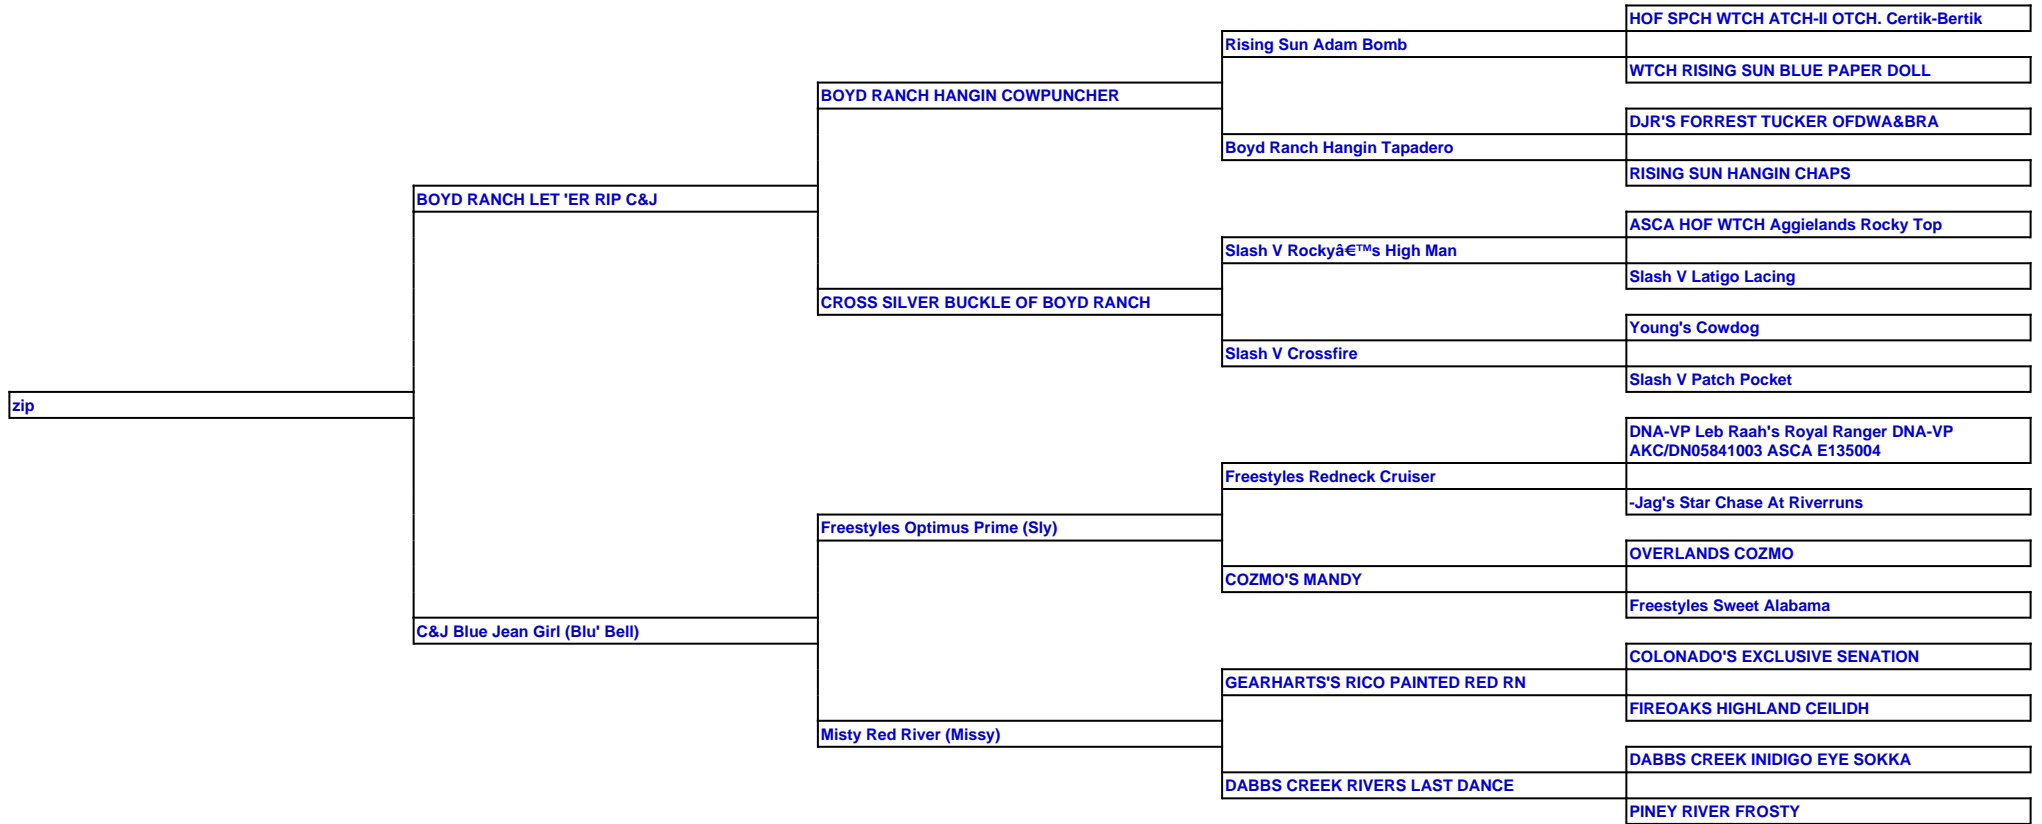 HOF SPCH WTCH ATCH-II OTCH. Certik-Bertik
Rising Sun Adam Bomb
WTCH RISING SUN BLUE PAPER DOLL
BOYD RANCH HANGIN COWPUNCHER
DJR'S FORREST TUCKER OFDWA&BRA
Boyd Ranch Hangin Tapadero
RISING SUN HANGIN CHAPS
BOYD RANCH LET 'ER RIP C&J
ASCA HOF WTCH Aggielands Rocky Top
Slash V Rockyâ€™s High Man
Slash V Latigo Lacing
CROSS SILVER BUCKLE OF BOYD RANCH
Young's Cowdog
Slash V Crossfire
Slash V Patch Pocket
zip
DNA-VP Leb Raah's Royal Ranger DNA-VP
AKC/DN05841003 ASCA E135004
Freestyles Redneck Cruiser
-Jag's Star Chase At Riverruns
Freestyles Optimus Prime (Sly)
OVERLANDS COZMO
COZMO'S MANDY
Freestyles Sweet Alabama
C&J Blue Jean Girl (Blu' Bell)
COLONADO'S EXCLUSIVE SENATION
GEARHARTS'S RICO PAINTED RED RN
FIREOAKS HIGHLAND CEILIDH
Misty Red River (Missy)
DABBS CREEK INIDIGO EYE SOKKA
DABBS CREEK RIVERS LAST DANCE
PINEY RIVER FROSTY